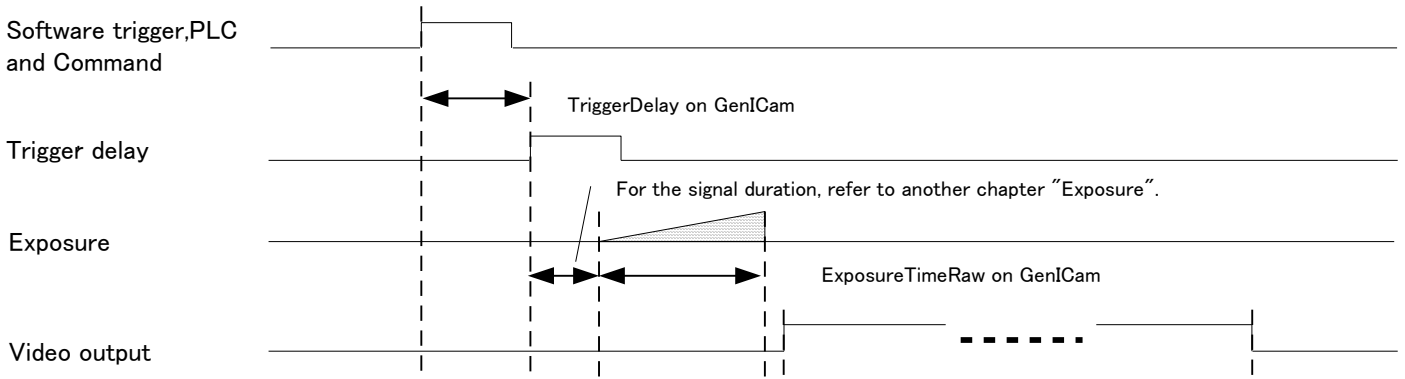 Software trigger,PLC
and Command
TriggerDelay on GenICam
Trigger delay
For the signal duration, refer to another chapter "Exposure".
Exposure
ExposureTimeRaw on GenICam
Video output